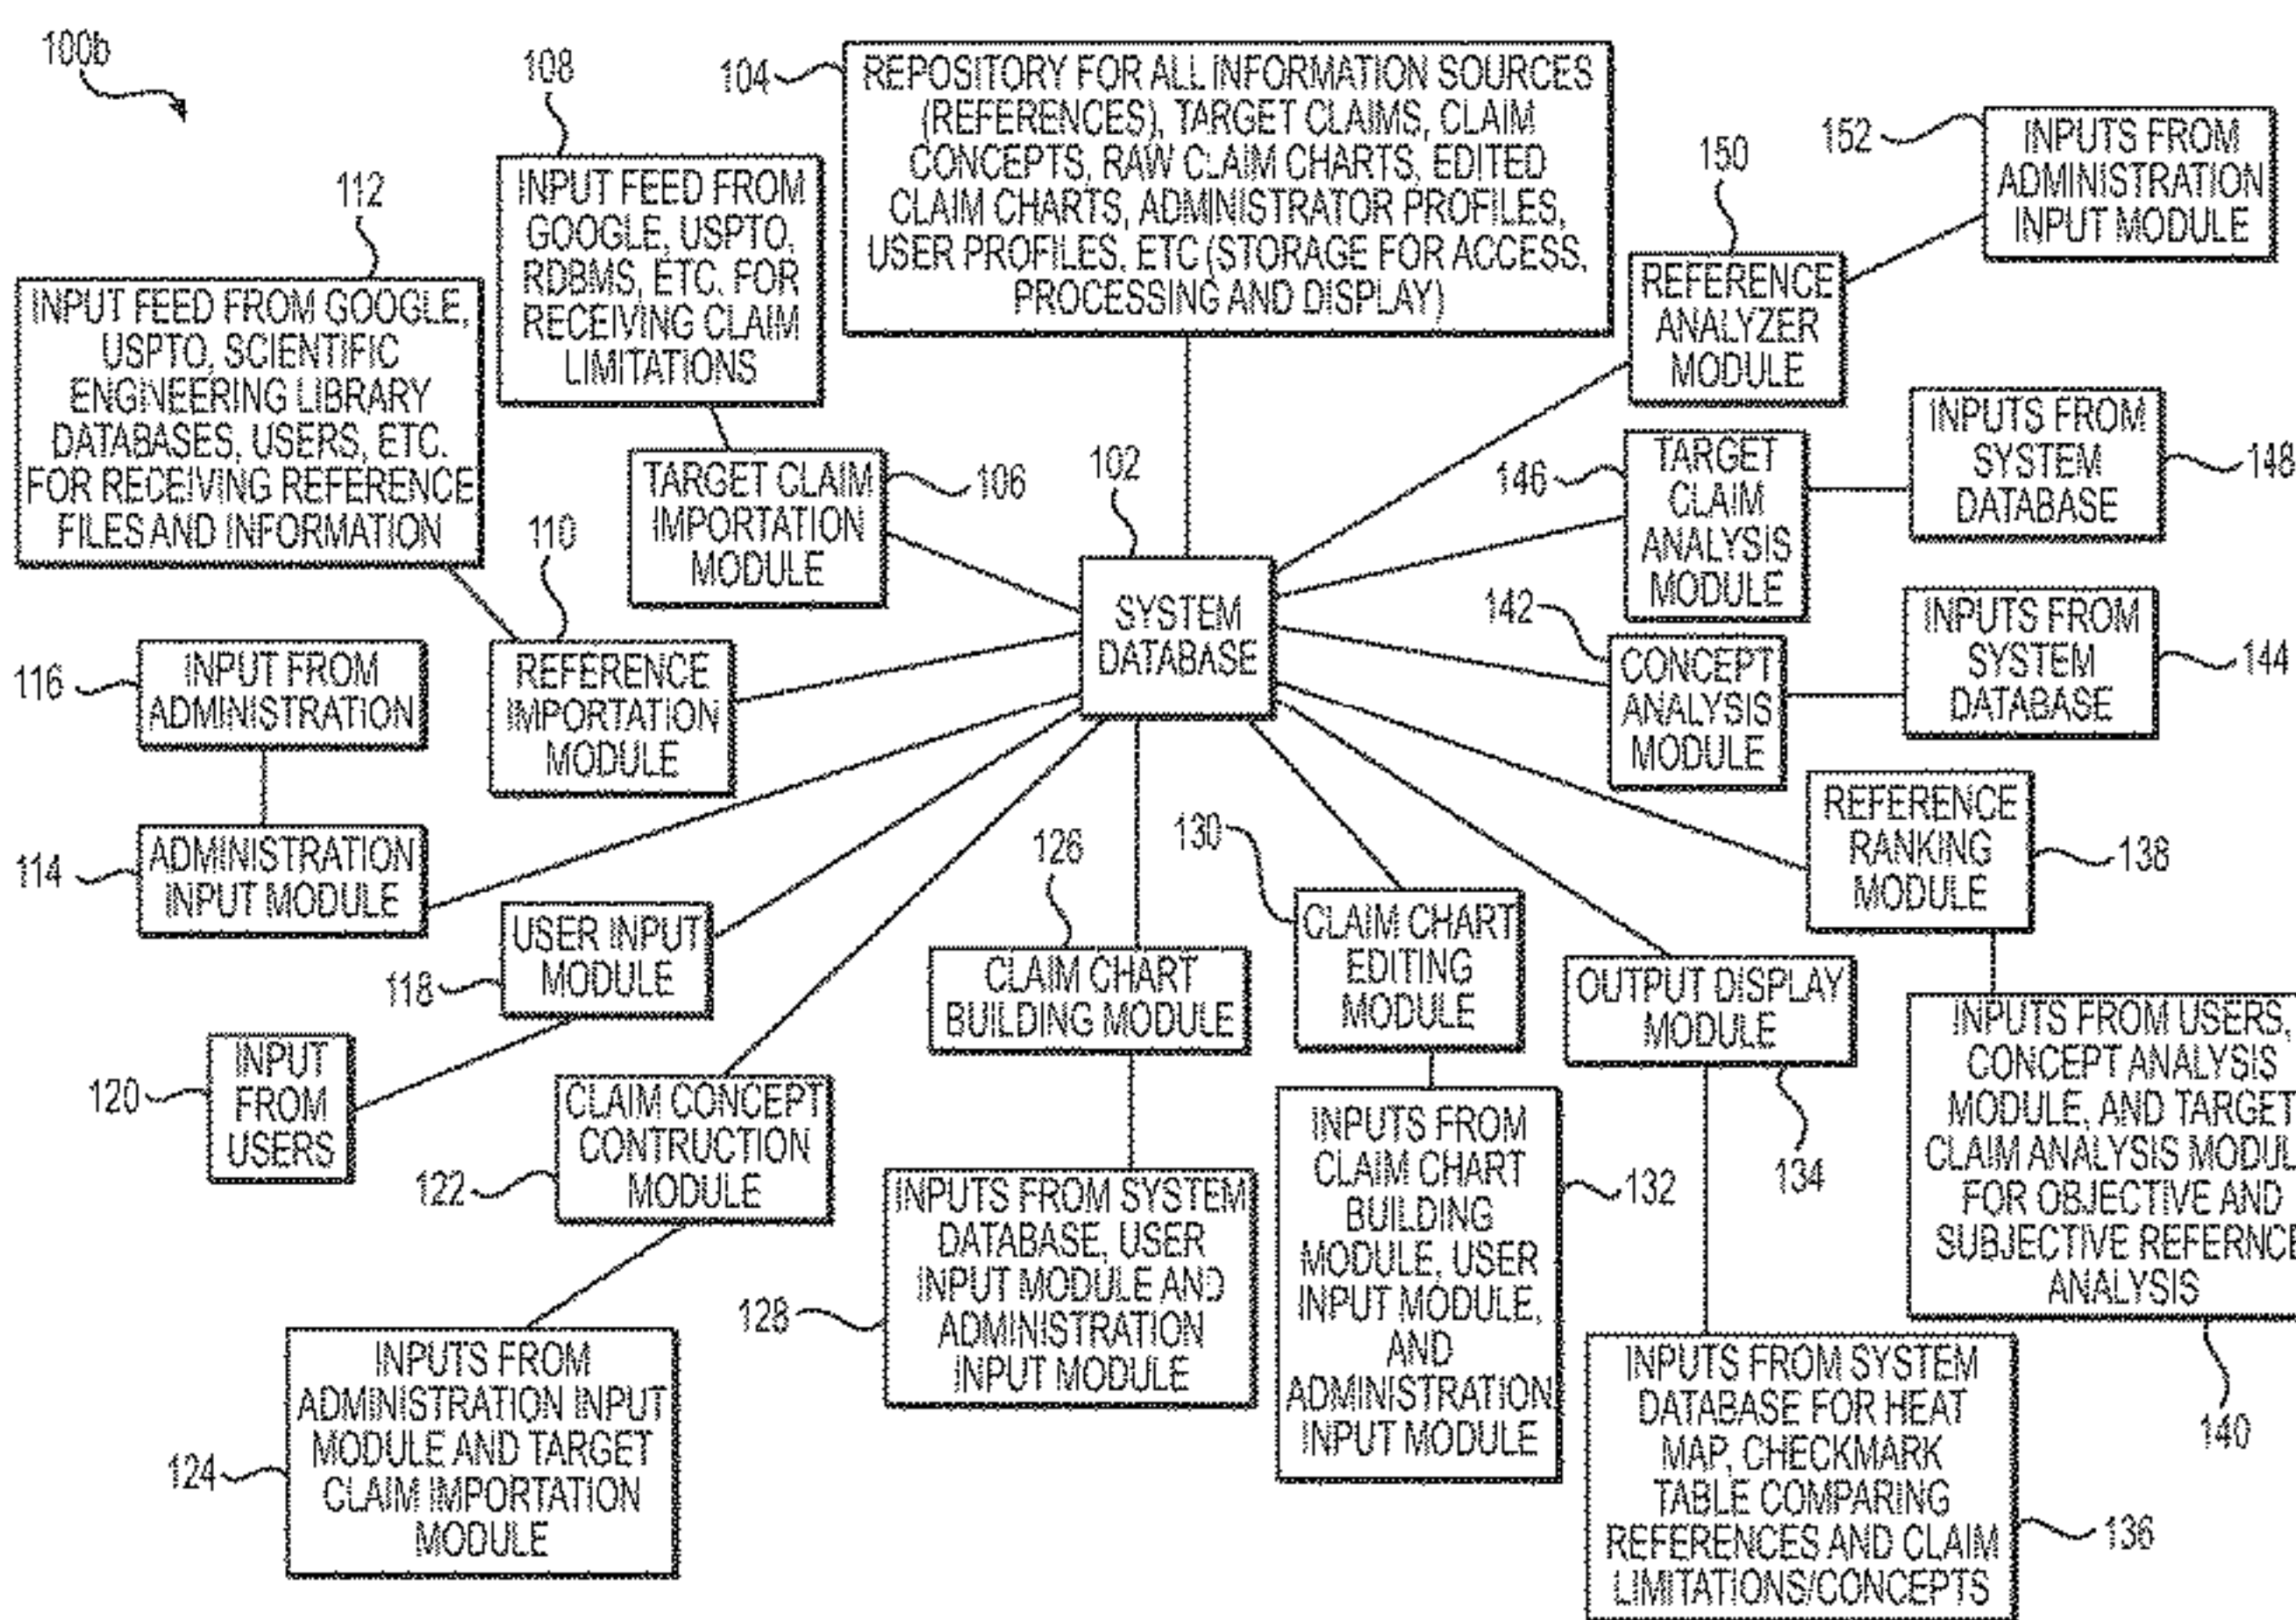 100b
108
104
REPOSITORY FOR ALL INFORMATION SOURCES
(REFERENCES), TARGET CLAIMS, CLAIM
CONCEPTS, RAW CLAIM CHARTS, EDITED
CLAIM CHARTS, ADMINISTRATOR PROFILES,
USER PROFILES, ETC (STORAGE FOR ACCESS,
PROCESSING AND DISPLAY)
152
INPUTS FROM
ADMINISTRATION
INPUT MODULE
150
REFERENCE
ANALYZER
MODULE
112
INPUT FEED FROM
GOOGLE, USPTO,
RDBMS, ETC. FOR
RECEIVING CLAIM
LIMITATIONS
INPUT FEED FROM GOOGLE,
USPTO, SCIENTIFIC
ENGINEERING LIBRARY
DATABASES, USERS, ETC.
FOR RECEIVING REFERENCE
FILES AND INFORMATION
TARGET CLAIM
IMPORTATION
MODULE
106
102
146
TARGET
CLAIM
ANALYSIS
MODULE
INPUTS FROM
SYSTEM
DATABASE
148
110
SYSTEM
DATABASE
142
CONCEPT
ANALYSIS
MODULE
INPUTS FROM
SYSTEM
DATABASE
144
116
INPUT FROM
ADMINISTRATION
REFERENCE
IMPORTATION
MODULE
114
ADMINISTRATION
INPUT MODULE
REFERENCE
RANKING
MODULE
138
118
USER INPUT
MODULE
126
CLAIM CHART
BUILDING MODULE
130
CLAIM CHART
EDITING
MODULE
OUTPUT DISPLAY
MODULE
134
120
INPUT
FROM
USERS
122
CLAIM CONCEPT
CONTRUCTION
MODULE
INPUTS FROM USERS,
CONCEPT ANALYSIS
MODULE, AND TARGET
CLAIM ANALYSIS MODUL
FOR OBJECTIVE AND
SUBJECTIVE REFERNCE
ANALYSIS
140
128
INPUTS FROM SYSTEM
DATABASE, USER
INPUT MODULE AND
ADMINISTRATION
INPUT MODULE
INPUTS FROM
CLAIM CHART
BUILDING
MODULE, USER
INPUT MODULE,
AND
ADMINISTRATION
INPUT MODULE
132
124
INPUTS FROM
ADMINISTRATION INPUT
MODULE AND TARGET
CLAIM IMPORTATION
MODULE
INPUTS FROM SYSTEM
DATABASE FOR HEAT
MAP, CHECKMARK
TABLE COMPARING
REFERENCES AND CLAIM
LIMITATIONS/CONCEPTS
136